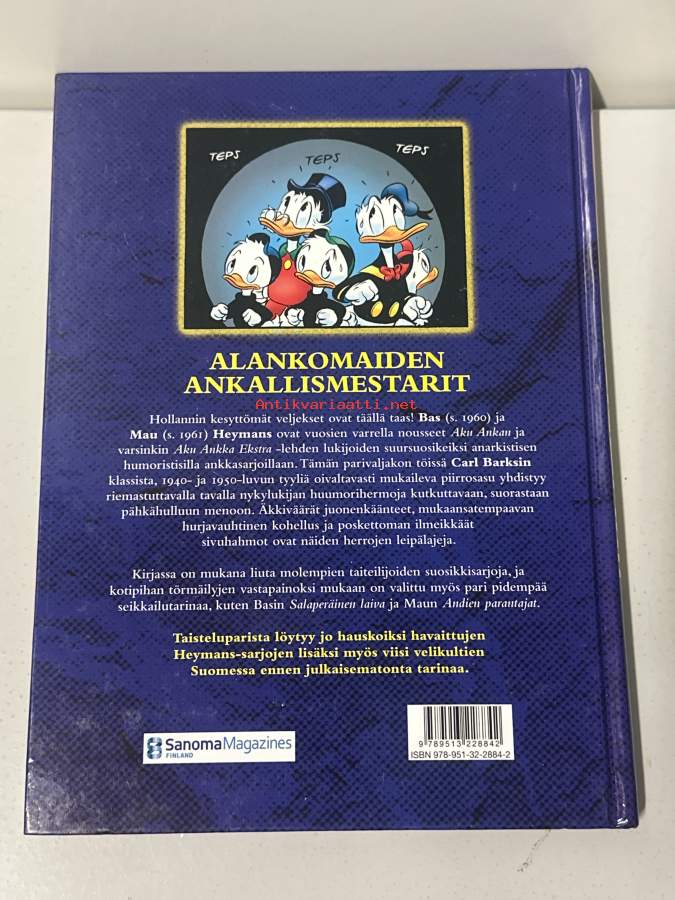 TEPS
TEPS
TEPS
ALANKOMAIDEN
ANKALLISMESTARIT
Antikvariaatti.net
Hollannin kesyttömät veljekset ovat täällä taas! Bas (s. 1960) ja
Mau (s. 1961) Heymans ovat vuosien varrella nousseet Aku Ankan ja
varsinkin Aku Ankka Ekstra -lehden lukijoiden suursuosikeiksi anarkistisen
humoristisilla ankkasarjoillaan. Tämän parivaljakon töissä Carl Barksin
klassista, 1940- ja 1950-luvun tyyliä oivaltavasti mukaileva piirrosasu yhdistyy
riemastuttavalla tavalla nykylukijan huumorihermoja kutkuttavaan, suorastaan
pähkähulluun menoon. Äkkiväärät juonenkäänteet, mukaansatempaavan
hurjavauhtinen kohellus ja poskettoman ilmeikkäät
sivuhahmot ovat näiden herrojen leipälajeja.
Kirjassa on mukana liuta molempien taiteilijoiden suosikkisarjoja, ja
kotipihan törmäilyjen vastapainoksi mukaan on valittu myös pari pidempää
seikkailutarinaa, kuten Basin Salaperäinen laiva ja Maun Andien parantajat.
Taisteluparista löytyy jo hauskoiksi havaittujen
Heymans-sarjojen lisäksi myös viisi velikultien
Suomessa ennen julkaisematonta tarinaa.
SanomaMagazines
FINLAND
9 789513 228842
ISBN 978-951-32-2884-2